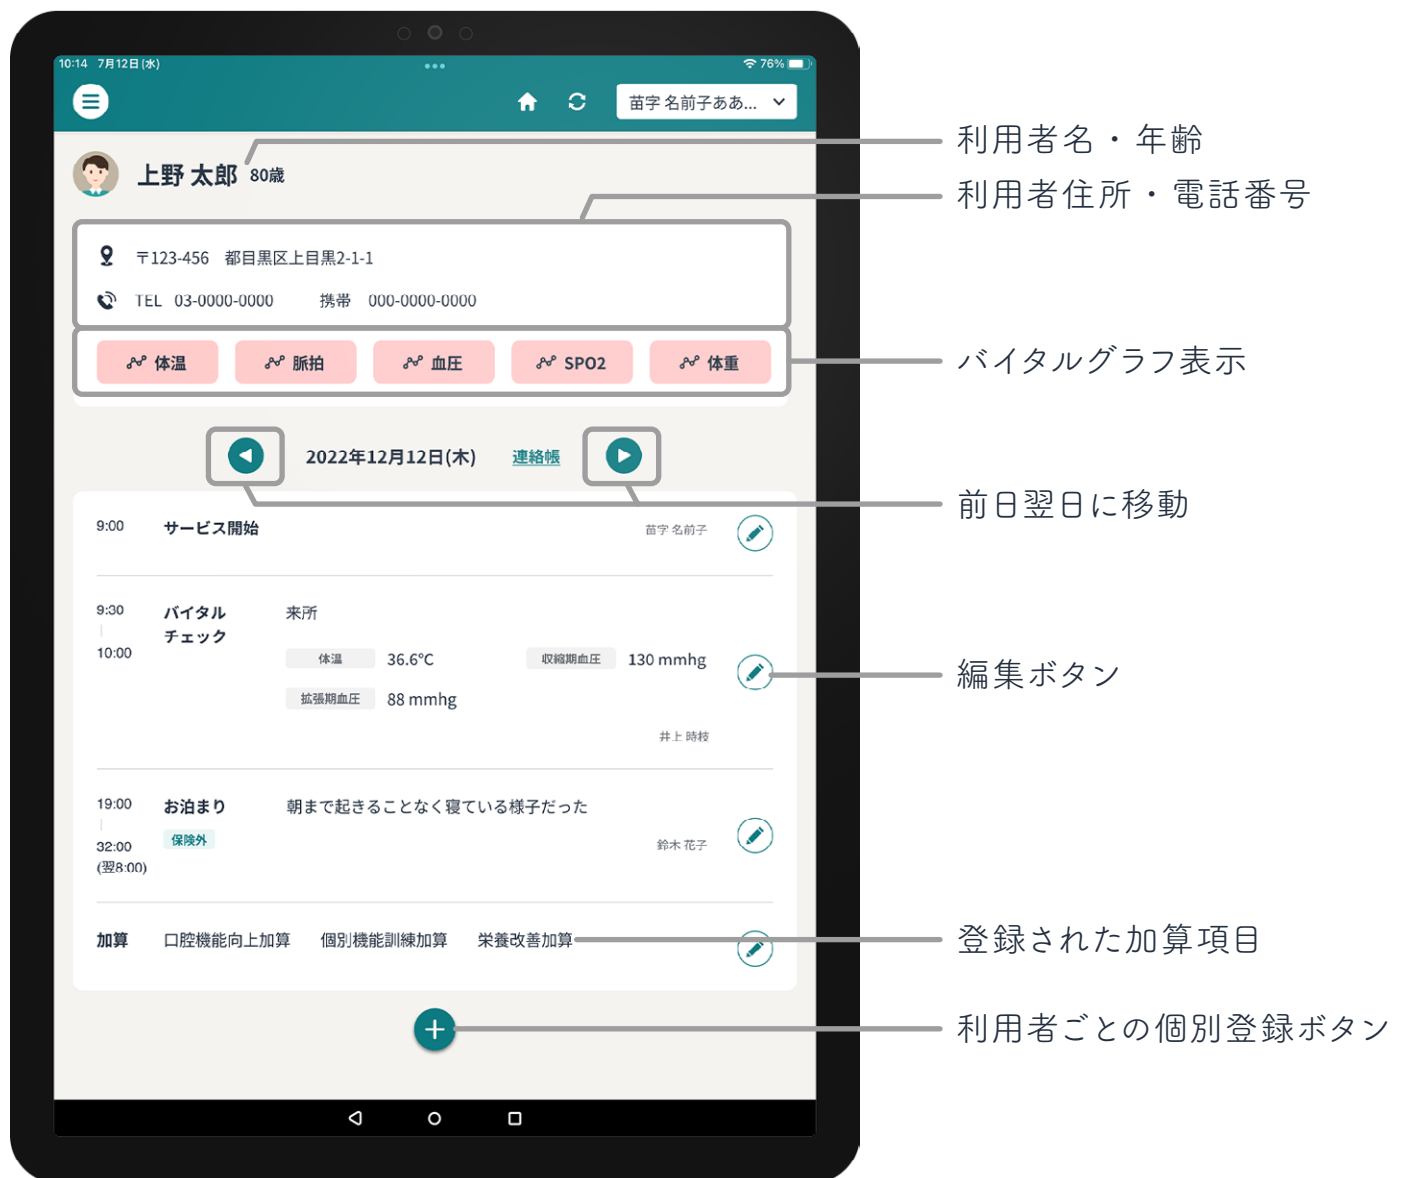 10:14 7月12日(水)
76%
苗字 名前子ああ...
上野 太郎 80歳
利用者名・年齢
利用者住所・電話番号
〒123-456 都目黒区上目黒2-1-1
TEL 03-0000-0000 携帯 000-0000-0000
体温 脈拍 血圧 SPO2 体重
バイタルグラフ表示
2022年12月12日(木) 連絡帳
前日翌日に移動
9:00 サービス開始 苗字 名前子
9:30 バイタル 来所
チェック
10:00
体温 36.6℃ 収縮期血圧 130 mmhg
拡張期血圧 88 mmhg
編集ボタン
井上 時枝
19:00 お泊まり 朝まで起きることなく寝ている様子だった
保険外
32:00
(翌8:00)
鈴木 花子
加算 口腔機能向上加算 個別機能訓練加算 栄養改善加算
登録された加算項目
利用者ごとの個別登録ボタン